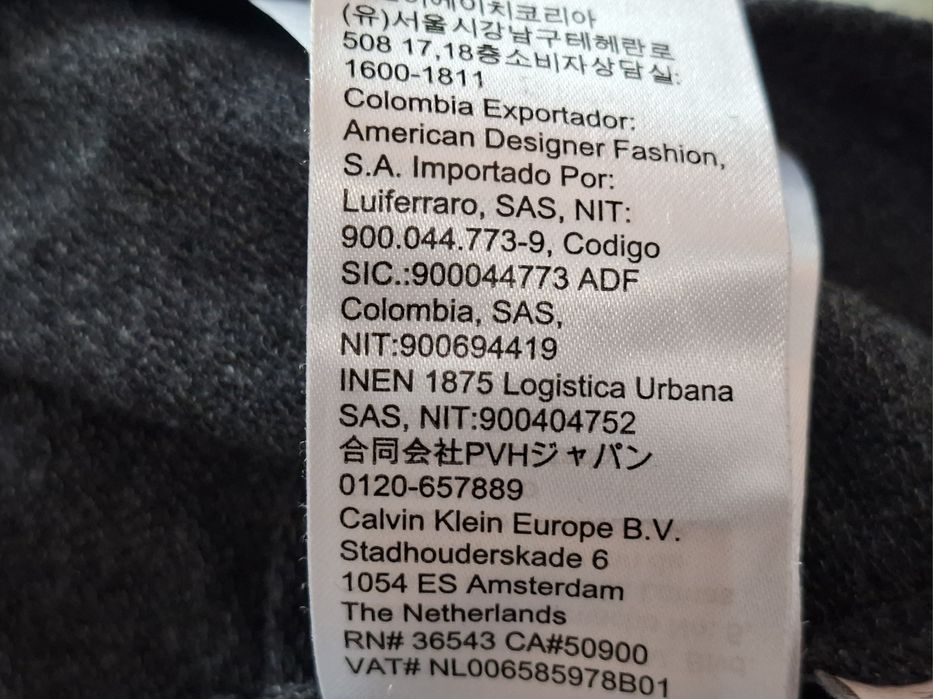 (유)서울시강남구테헤란로
508 17,18층소비자상담실:
1600-1811
Colombia Exportador:
American Designer Fashion,
S.A. Importado Por:
Luiferraro, SAS, NIT:
900.044.773-9, Codigo
SIC.:900044773 ADF
Colombia, SAS,
NIT:900694419
INEN 1875 Logistica Urbana
SAS, NIT:900404752
合同会社PVHジャパン
0120-657889
Calvin Klein Europe B.V.
Stadhouderskade 6
1054 ES Amsterdam
The Netherlands
RN# 36543 CA#50900
VAT# NL006585978B01